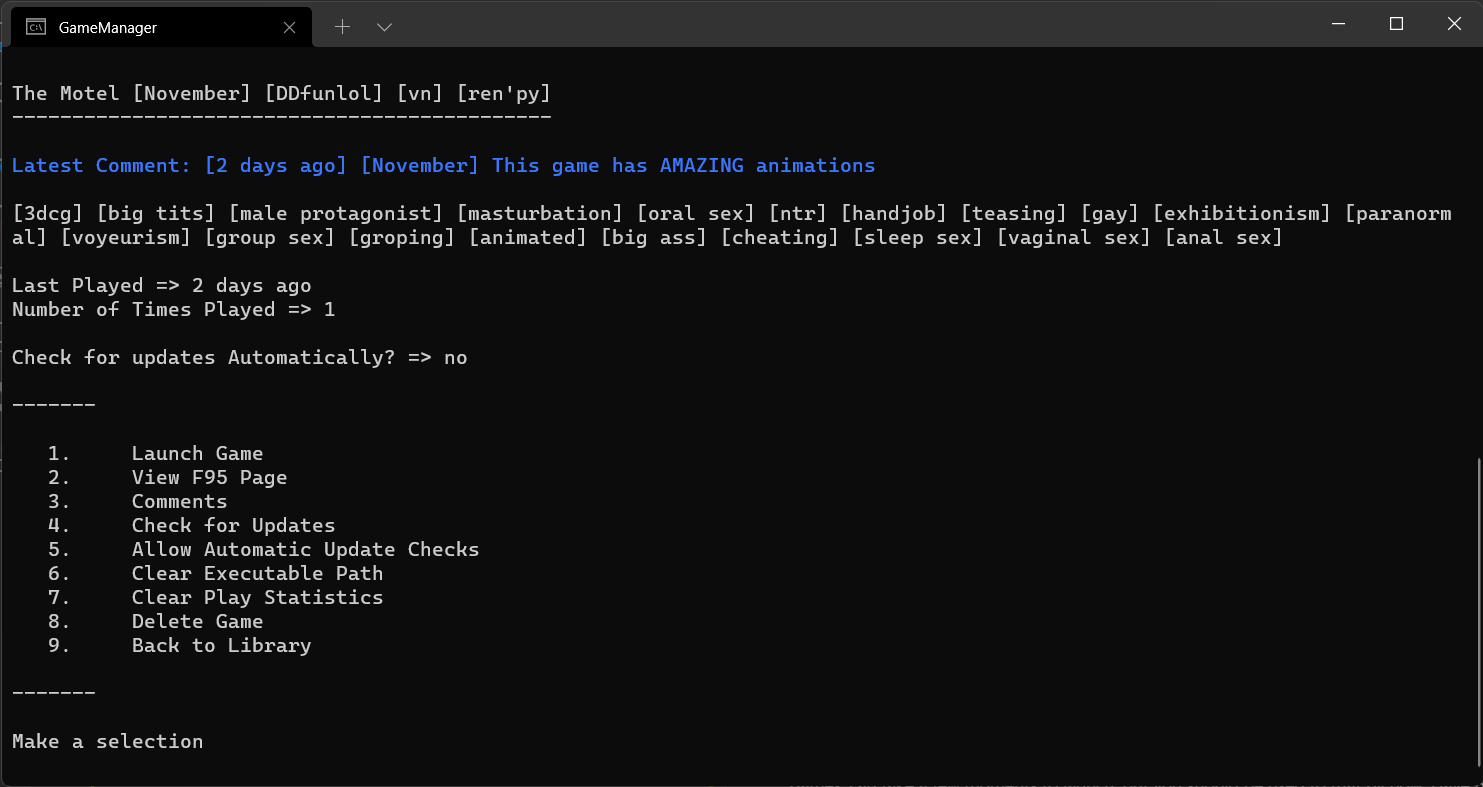 GameManager
The Motel [November] [DDfunlol] [vn] [ren'py]
---------------------------------------------
Latest Comment: [2 days ago] [November] This game has AMAZING animations
[3dcg] [big tits] [male protagonist] [masturbation] [oral sex] [ntr] [handjob] [teasing] [gay] [exhibitionism] [paranorm
al] [voyeurism] [group sex] [groping] [animated] [big ass] [cheating] [sleep sex] [vaginal sex] [anal sex]
Last Played => 2 days ago
Number of Times Played => 1
Check for updates Automatically? => no
-------
1. Launch Game
2. View F95 Page
3. Comments
4. Check for Updates
5. Allow Automatic Update Checks
6. Clear Executable Path
7. Clear Play Statistics
8. Delete Game
9. Back to Library
-------
Make a selection